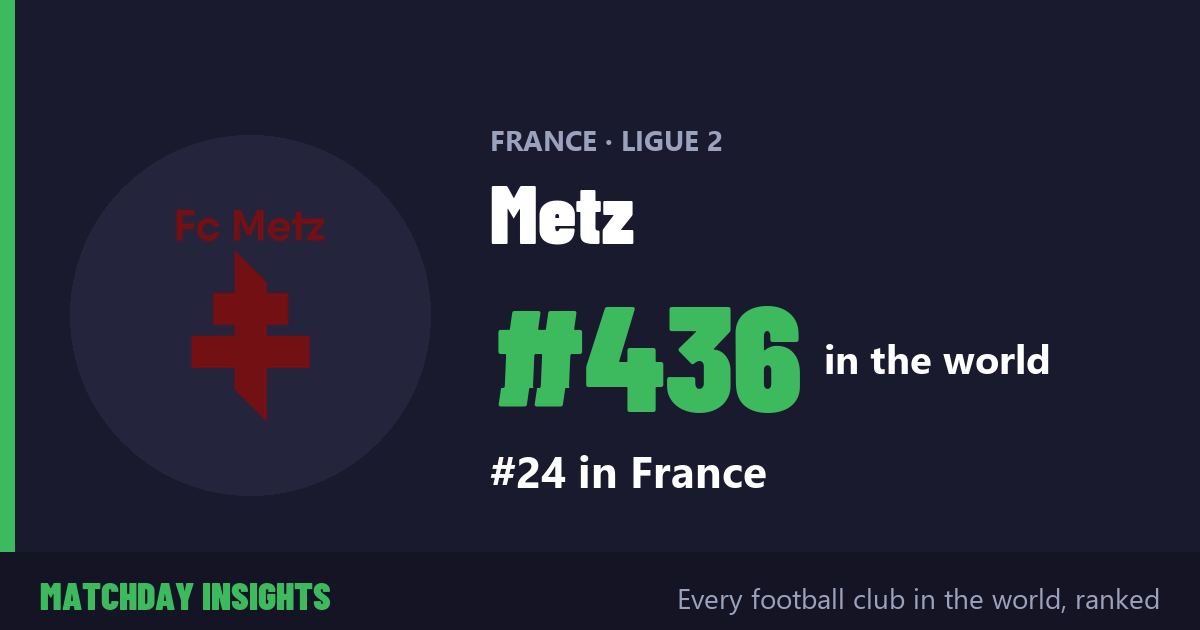 FRANCE · LIGUE 2
Fc Metz
Metz
#436 in the world
#24 in France
MATCHDAY INSIGHTS
Every football club in the world, ranked